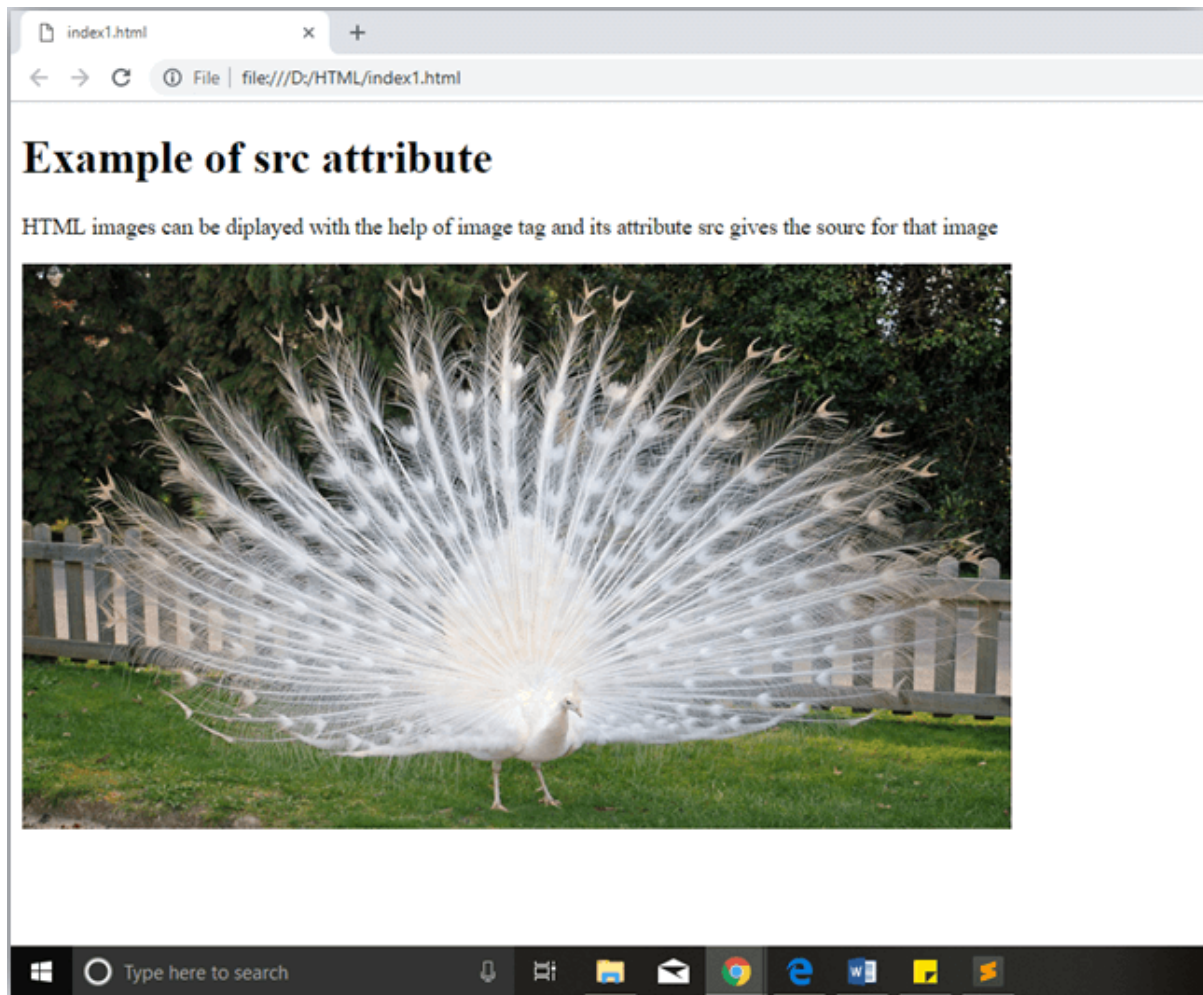 index1.html
File | file:///D:/HTML/index1.html
Example of src attribute
HTML images can be diplayed with the help of image tag and its attribute src gives the sourc for that image
Type here to search